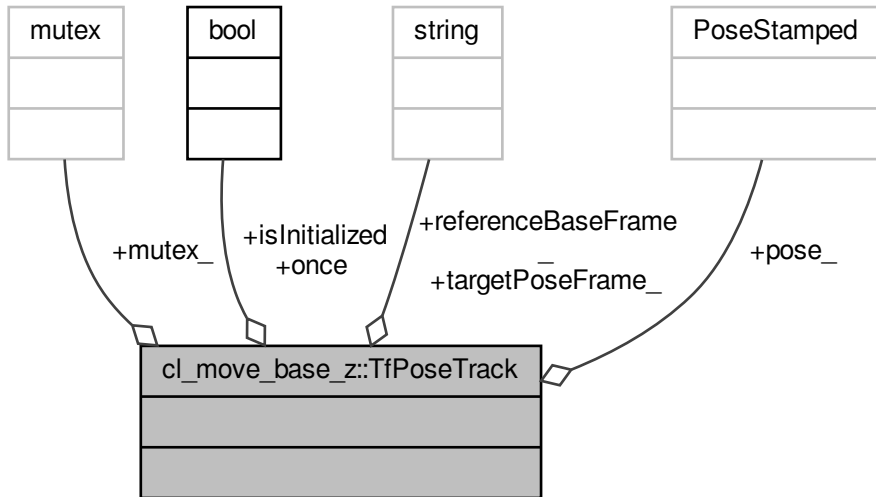 mutex
bool
string
PoseStamped
+mutex_
+isInitialized
+once
+referenceBaseFrame
_
+targetPoseFrame_
+pose_
cl_move_base_z::TfPoseTrack